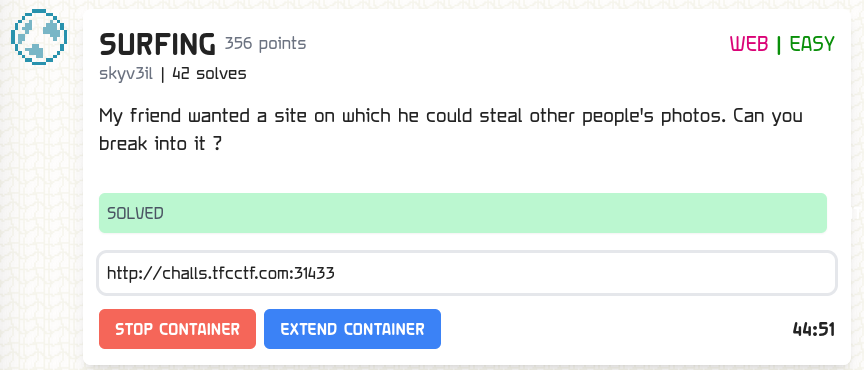 SURFING 356 points
WEB | EASY
skyv3il | 42 solves
My friend wanted a site on which he could steal other people's photos. Can you
break into it ?
SOLVED
http://challs.tfcctf.com:31433
STOP CONTAINER EXTEND CONTAINER 44:51